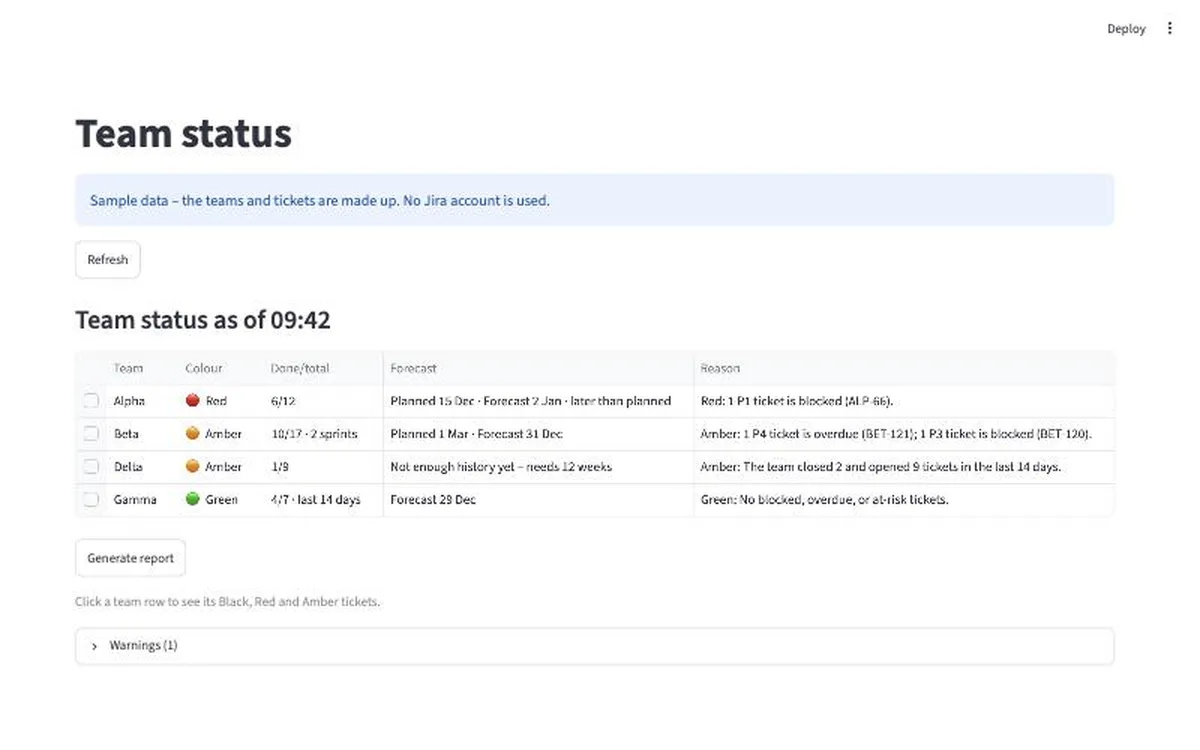 Deploy
Team status
Sample data – the teams and tickets are made up. No Jira account is used.
Refresh
Team status as of 09:42
Team Colour Done/total Forecast Reason
Alpha Red 6/12 Planned 15 Dec · Forecast 2 Jan · later than planned Red: 1 P1 ticket is blocked (ALP-66).
Beta Amber 10/17 · 2 sprints Planned 1 Mar · Forecast 31 Dec Amber: 1 P4 ticket is overdue (BET-121); 1 P3 ticket is blocked (BET-120).
Delta Amber 1/9 Not enough history yet – needs 12 weeks Amber: The team closed 2 and opened 9 tickets in the last 14 days.
Gamma Green 4/7 · last 14 days Forecast 29 Dec Green: No blocked, overdue, or at-risk tickets.
Generate report
Click a team row to see its Black, Red and Amber tickets.
Warnings (1)